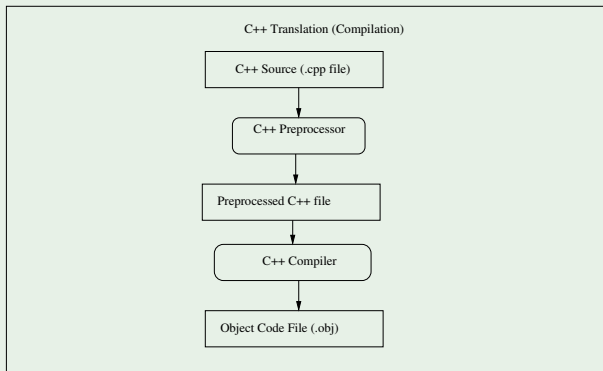 C++ Translation (Compilation)
C++ Source (.cpp file)
C++ Preprocessor
Preprocessed C++ file
C++ Compiler
Object Code File (.obj)